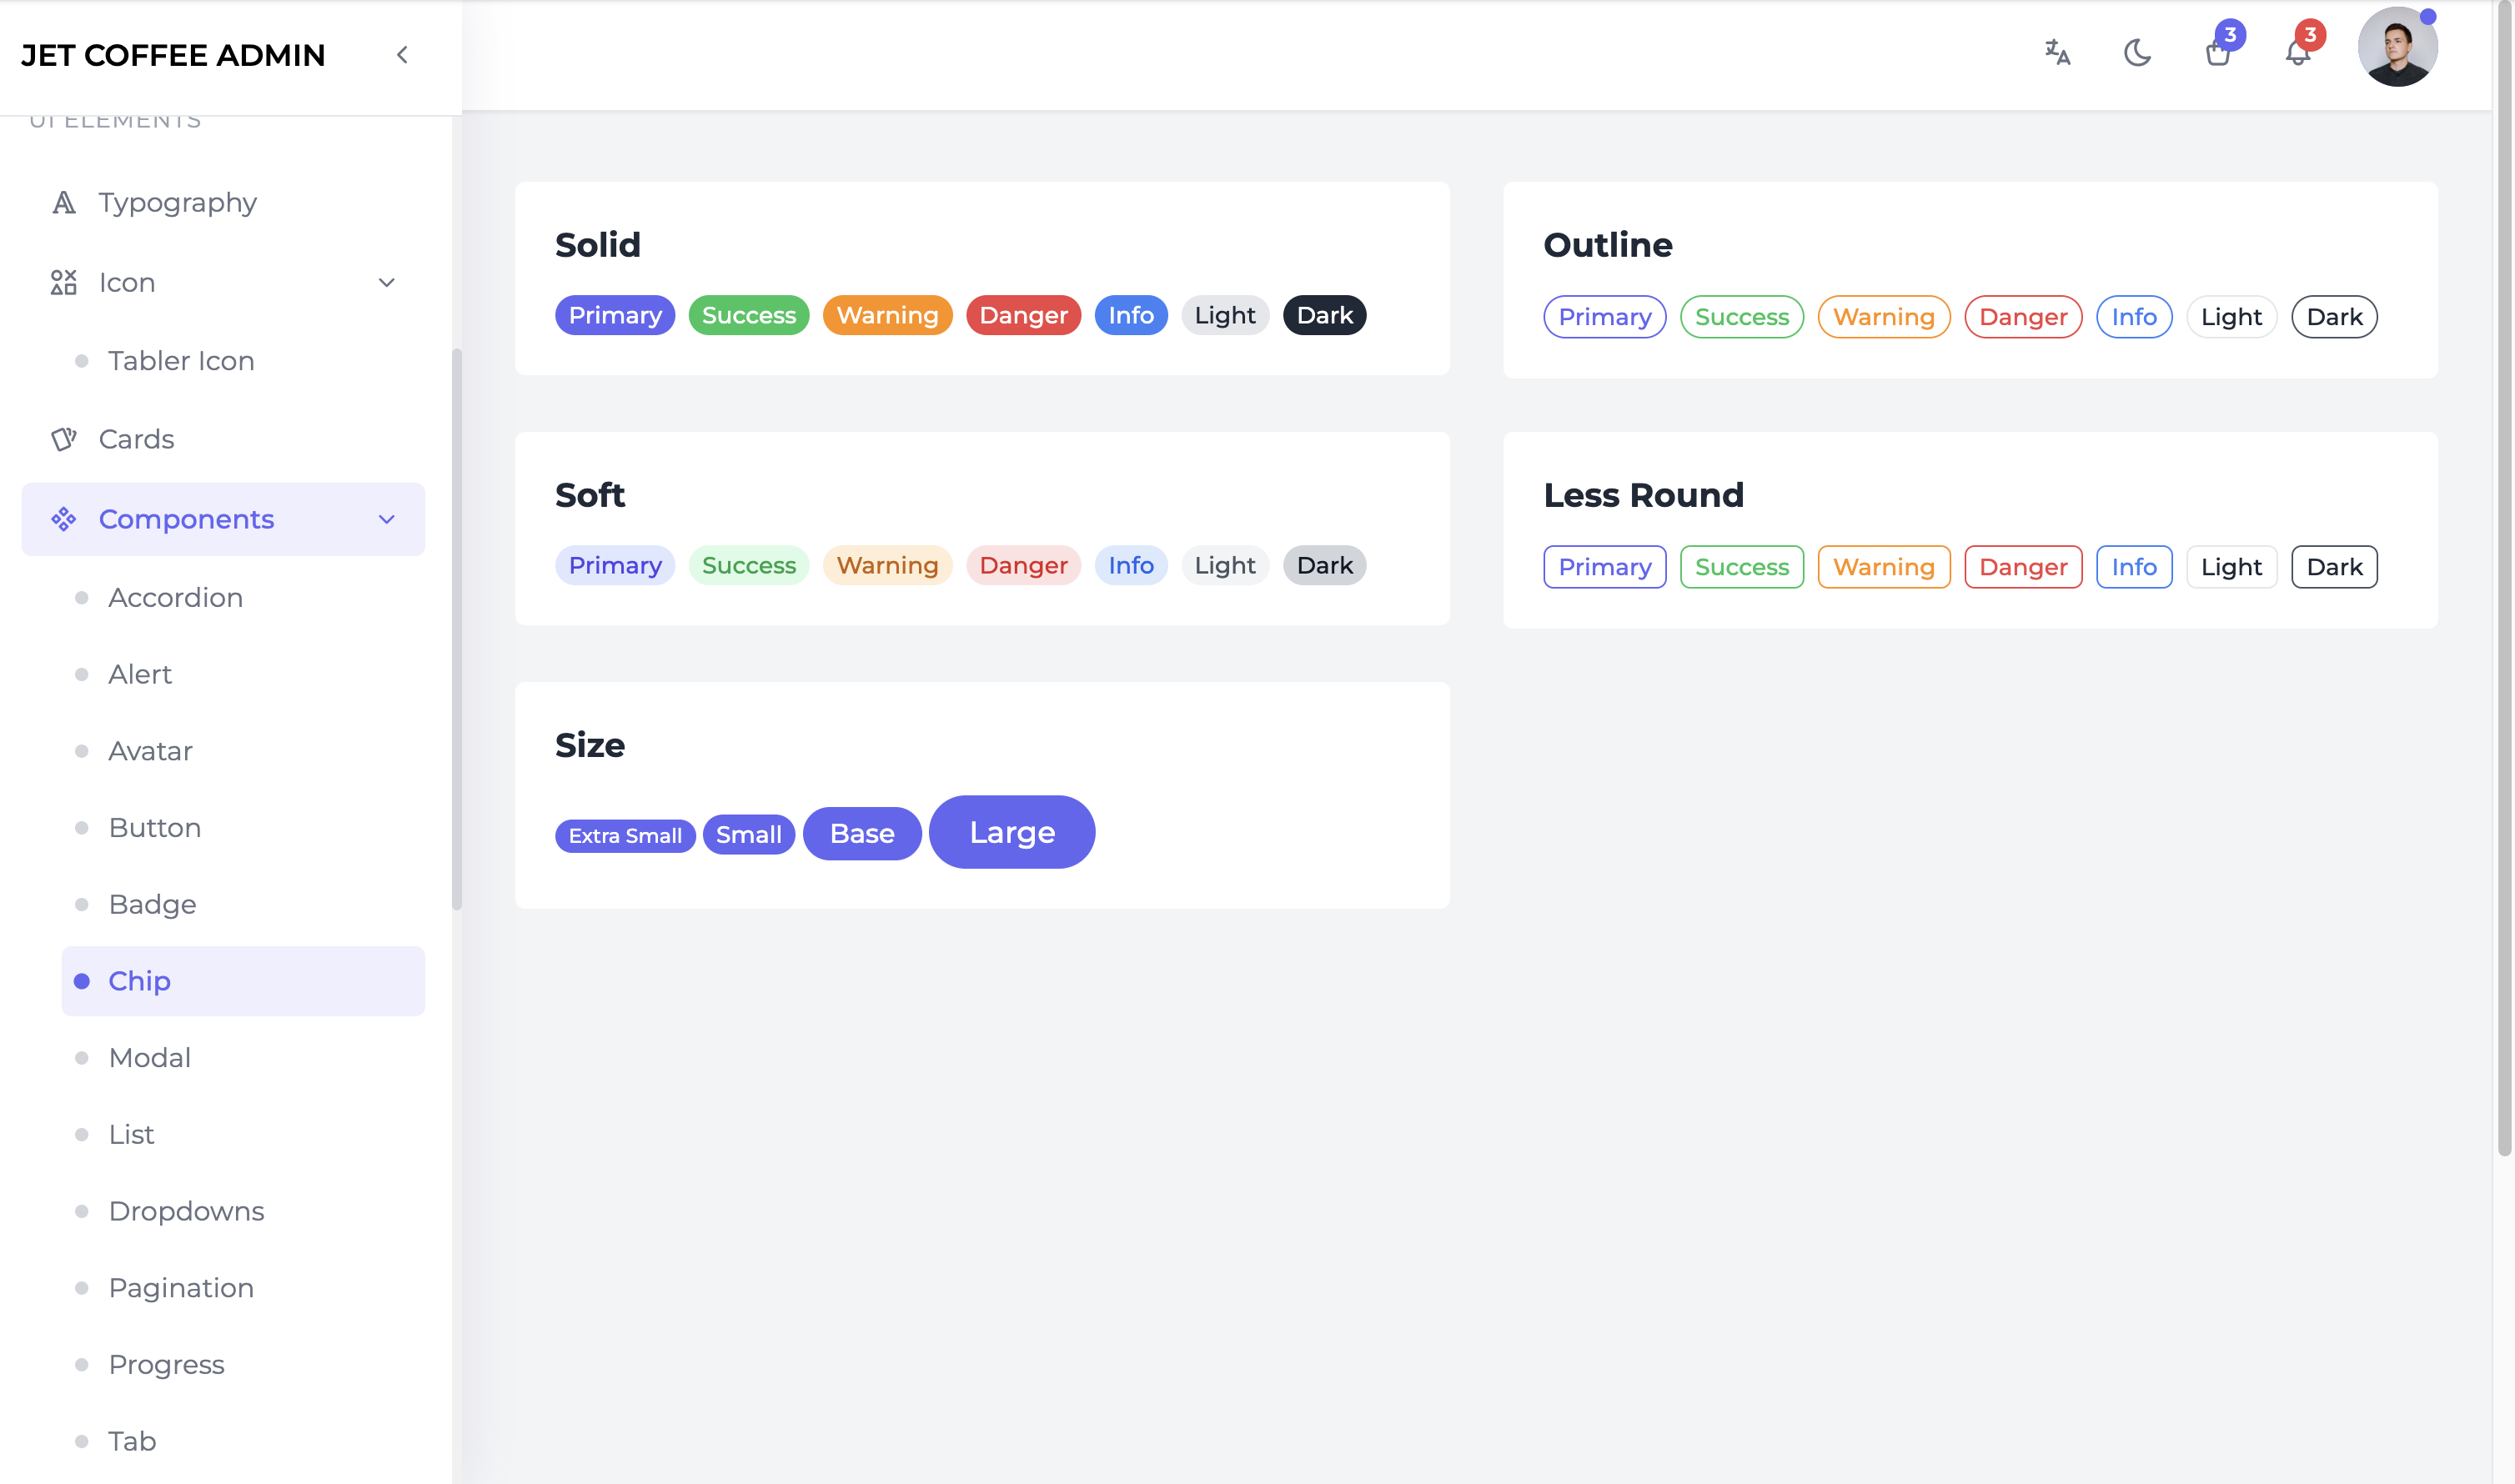 JET COFFEE ADMIN
3
3
UI ELEMENTS
Typography
Icon
Tabler Icon
Cards
Components
Accordion
Alert
Avatar
Button
Badge
Chip
Modal
List
Dropdowns
Pagination
Progress
Tab
Solid
Primary Success Warning Danger Info Light Dark
Outline
Primary Success Warning Danger Info Light Dark
Soft
Primary Success Warning Danger Info Light Dark
Less Round
Primary Success Warning Danger Info Light Dark
Size
Extra Small Small Base Large